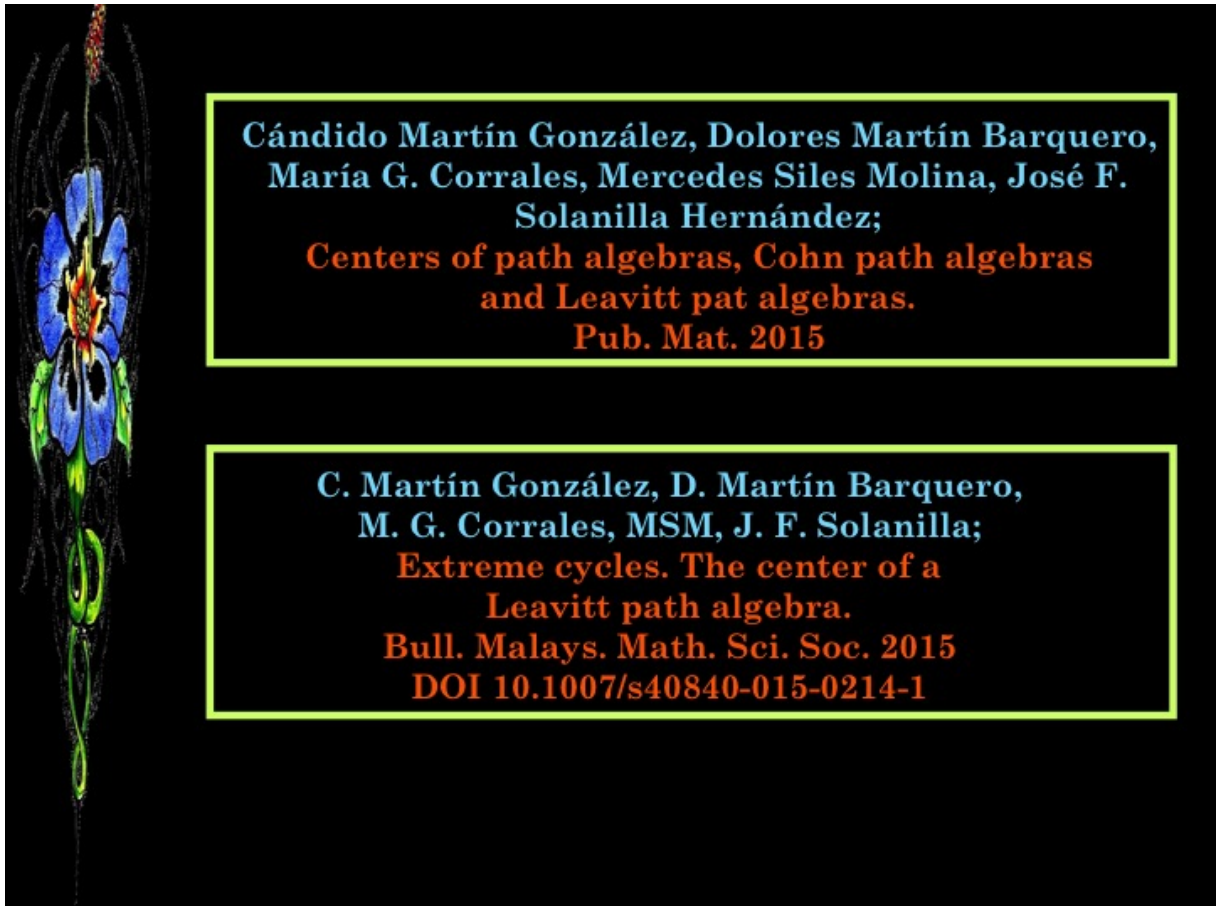 Cándido Martín González, Dolores Martín Barquero,
María G. Corrales, Mercedes Siles Molina, José F.
Solanilla Hernández;
Centers of path algebras, Cohn path algebras
and Leavitt pat algebras.
Pub. Mat. 2015
C. Martín González, D. Martín Barquero,
M. G. Corrales, MSM, J. F. Solanilla;
Extreme cycles. The center of a
Leavitt path algebra.
Bull. Malays. Math. Sci. Soc. 2015
DOI 10.1007/s40840-015-0214-1